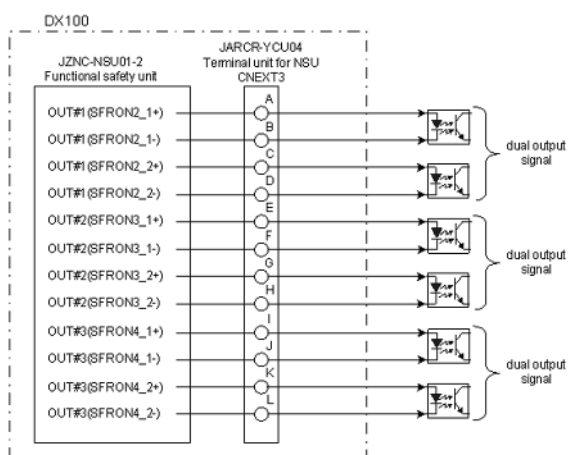 DX100
JZNC-NSU01-2
Functional safety unit
JARCR-YCU04
Terminal unit for NSU
CNEXT3
OUT#1(SFRON2_1+)
A
OUT#1(SFRON2_1-)
B
OUT#1(SFRON2_2+)
C
OUT#1(SFRON2_2-)
D
dual output
signal
OUT#2(SFRON3_1+)
E
OUT#2(SFRON3_1-)
F
OUT#2(SFRON3_2+)
G
OUT#2(SFRON3_2-)
H
dual output
signal
OUT#3(SFRON4_1+)
I
OUT#3(SFRON4_1-)
J
OUT#3(SFRON4_2+)
K
OUT#3(SFRON4_2-)
L
dual output
signal